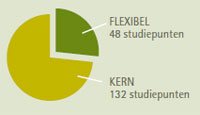 FLEXIBEL
48 studiepunten
KERN
132 studiepunten